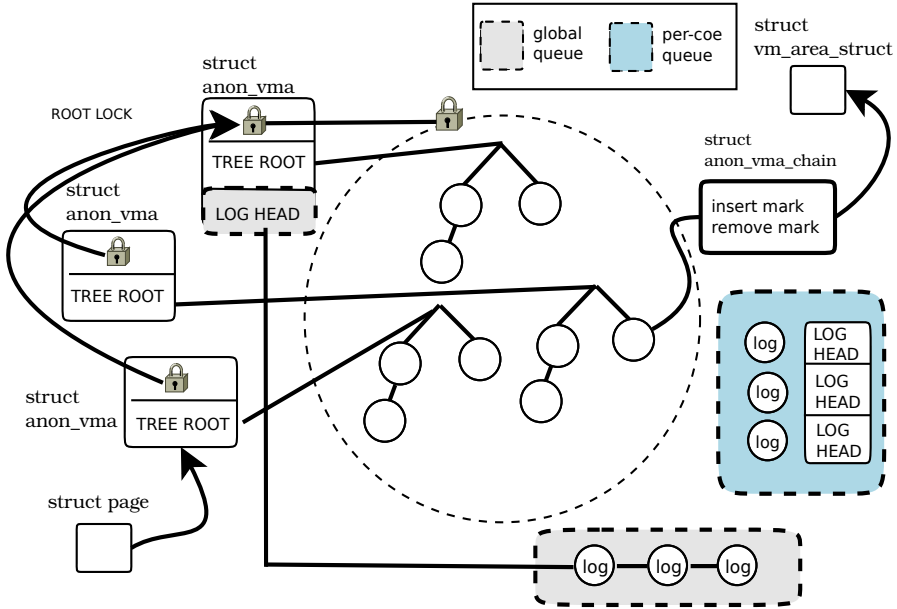 global
queue
per-coe
queue
struct
vm_area_struct
struct
anon_vma
ROOT LOCK
TREE ROOT
LOG HEAD
struct
anon_vma_chain
insert mark
remove mark
struct
anon_vma
TREE ROOT
log
LOG
HEAD
log
LOG
HEAD
log
LOG
HEAD
struct
anon_vma
TREE ROOT
struct page
log
log
log